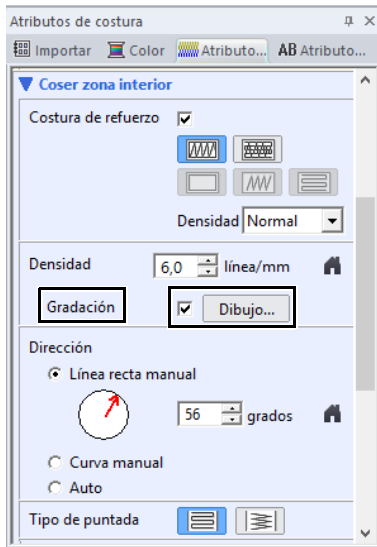 Atributos de costura
Importar Color Atributo... AB Atributo...
Coser zona interior
Costura de refuerzo
Densidad Normal
Densidad 6,0 línea/mm
Gradación Dibujo...
Dirección
Línea recta manual
56 grados
Curva manual
Auto
Tipo de puntada